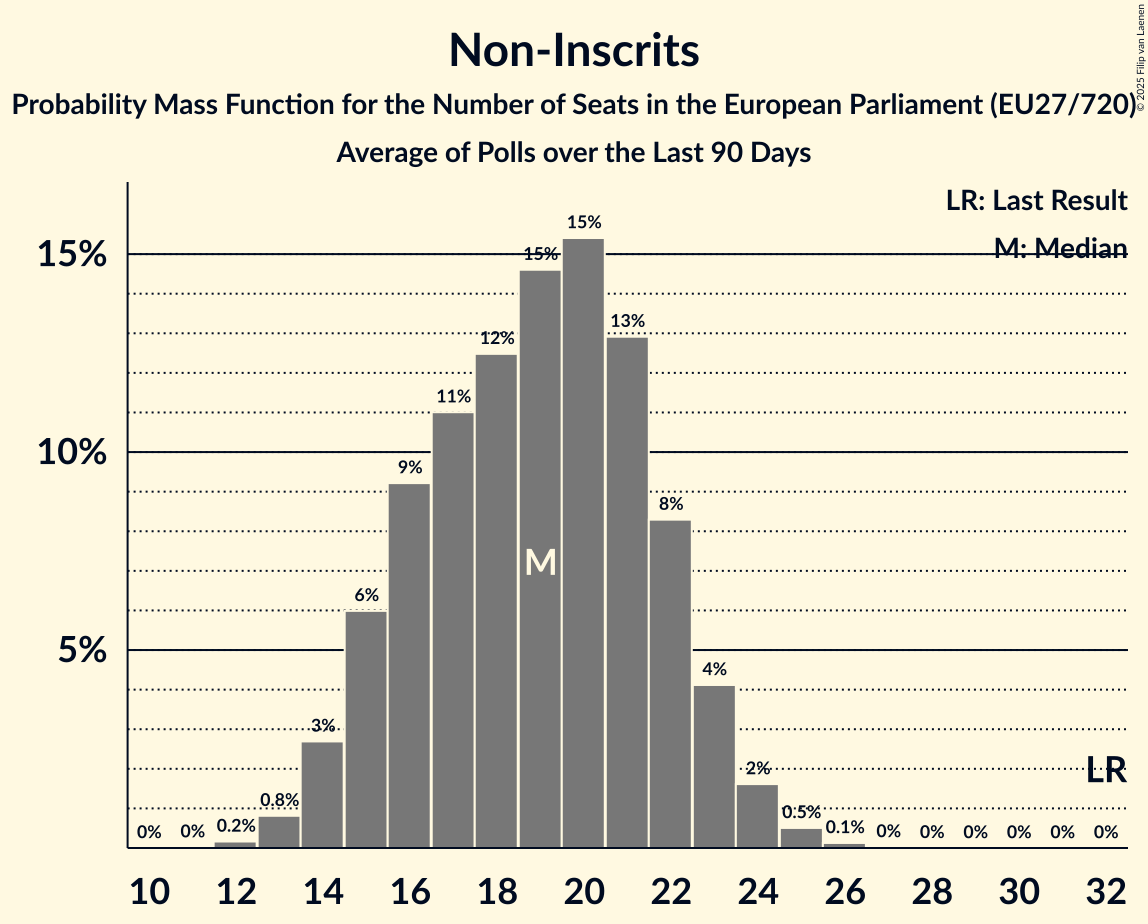 Non-Inscrits
Probability Mass Function for the Number of Seats in the European Parliament (EU27/720)
Average of Polls over the Last 90 Days
© 2025 Filip van Laenen
LR: Last Result
M: Median
15%
10%
5%
0%
0%
0.2%
0.8%
3%
6%
9%
11%
12%
15%
15%
13%
8%
4%
2%
0.5%
0.1%
0%
0%
0%
0%
0%
0%
M
LR
10 12 14 16 18 20 22 24 26 28 30 32